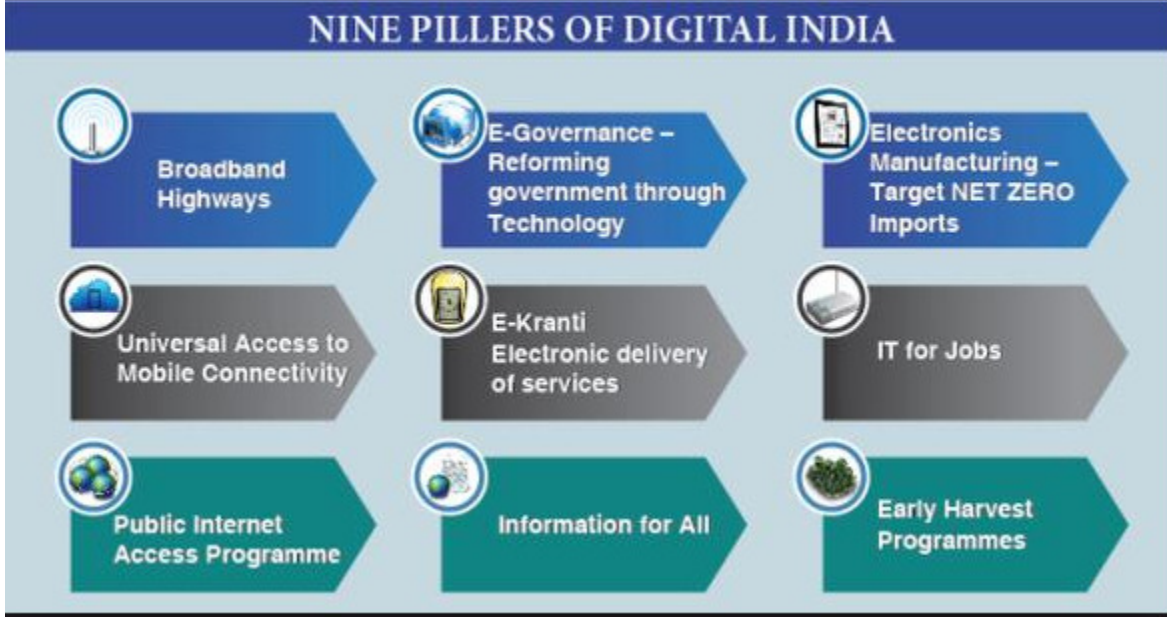 NINE PILLERS OF DIGITAL INDIA
Broadband
Highways
E-Governance –
Reforming
government through
Technology
Electronics
Manufacturing –
Target NET ZERO
Imports
Universal Access to
Mobile Connectivity
E-Kranti
Electronic delivery
of services
IT for Jobs
Public Internet
Access Programme
Information for All
Early Harvest
Programmes